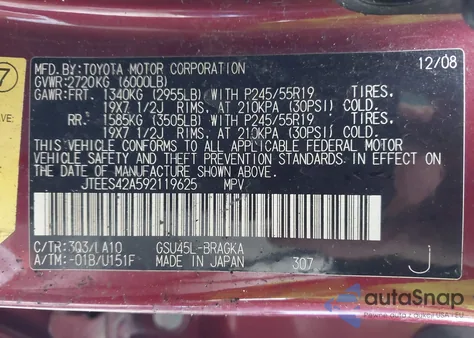 7
AVE:
MFD.BY:TOYOTA MOTOR CORPORATION 12/08
GVWR:2720KG (6000LB)
GAWR:FRT. 1340KG (2955LB) WITH P245/55R19 TIRES.
19X7 1/2J RIMS. AT 210KPA (30PSI) COLD.
RR. 1585KG (3505LB) WITH P245/55R19 TIRES.
19X7 1/2J RIMS. AT 210KPA (30PSI) COLD.
THIS VEHICLE CONFORMS TO ALL APPLICABLE FEDERAL MOTOR
VEHICLE SAFETY AND THEFT PREVENTION STANDARDS IN EFFECT ON
THE DATE OF MANUFACTURE SHOWN ABOVE.
JTEES42A592119625 MPV
C/TR:3Q3/LA10 GSU45L-BRAGKA
A/TM:-01B/U151F MADE IN JAPAN 307 J
autoSnap